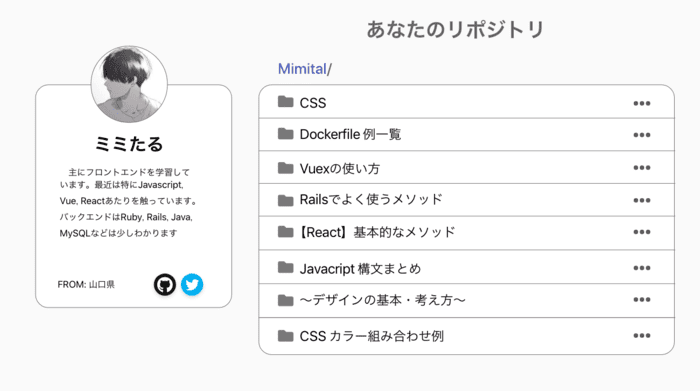 あなたのリポジトリ
Mimital/
ミミたる
主にフロントエンドを学習して
います。最近は特にJavascript,
Vue, Reactあたりを触っています。
バックエンドはRuby, Rails, Java,
MySQLなどは少しわかります
FROM: 山口県
CSS
Dockerfile 例一覧
Vuexの使い方
Railsでよく使うメソッド
【React】基本的なメソッド
Javacript 構文まとめ
〜デザインの基本・考え方〜
CSS カラー組み合わせ例